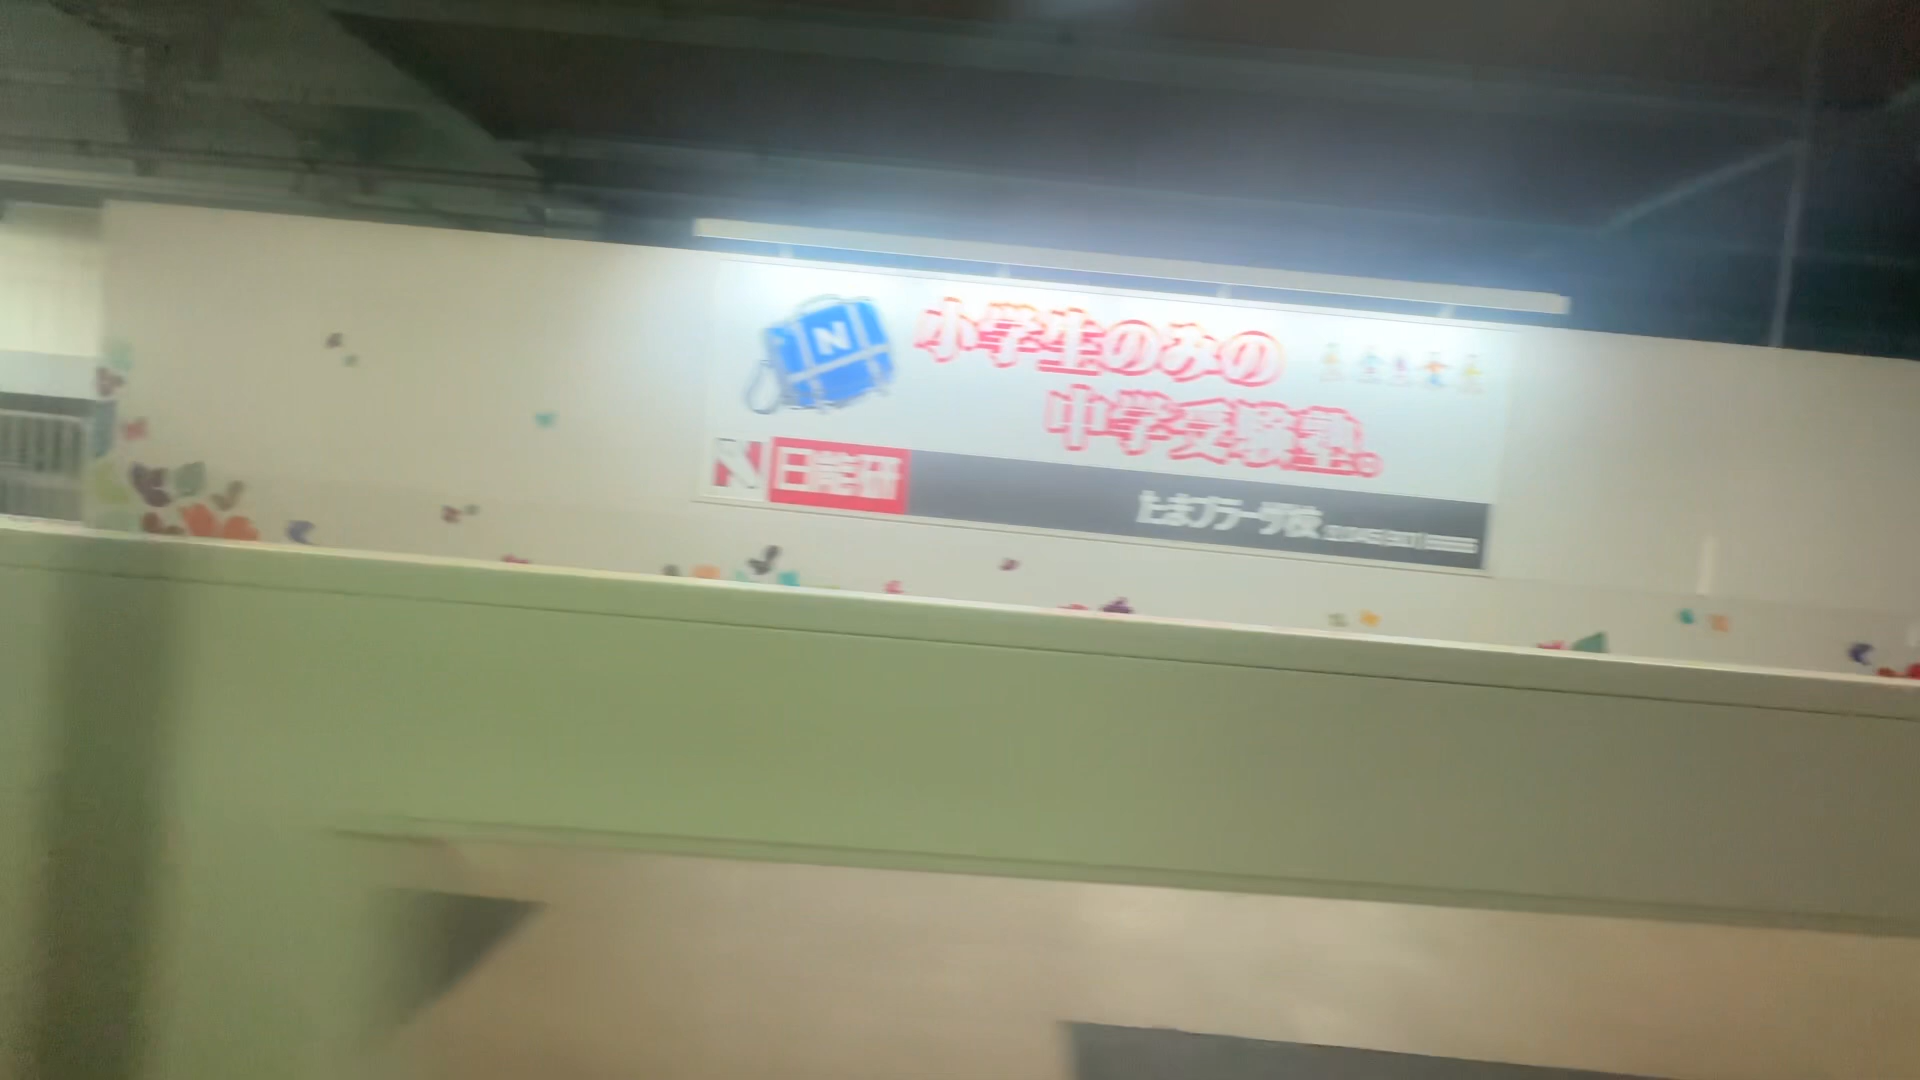 N
小学生のみの
中学受験塾。
N 日能研
たまプラーザ校